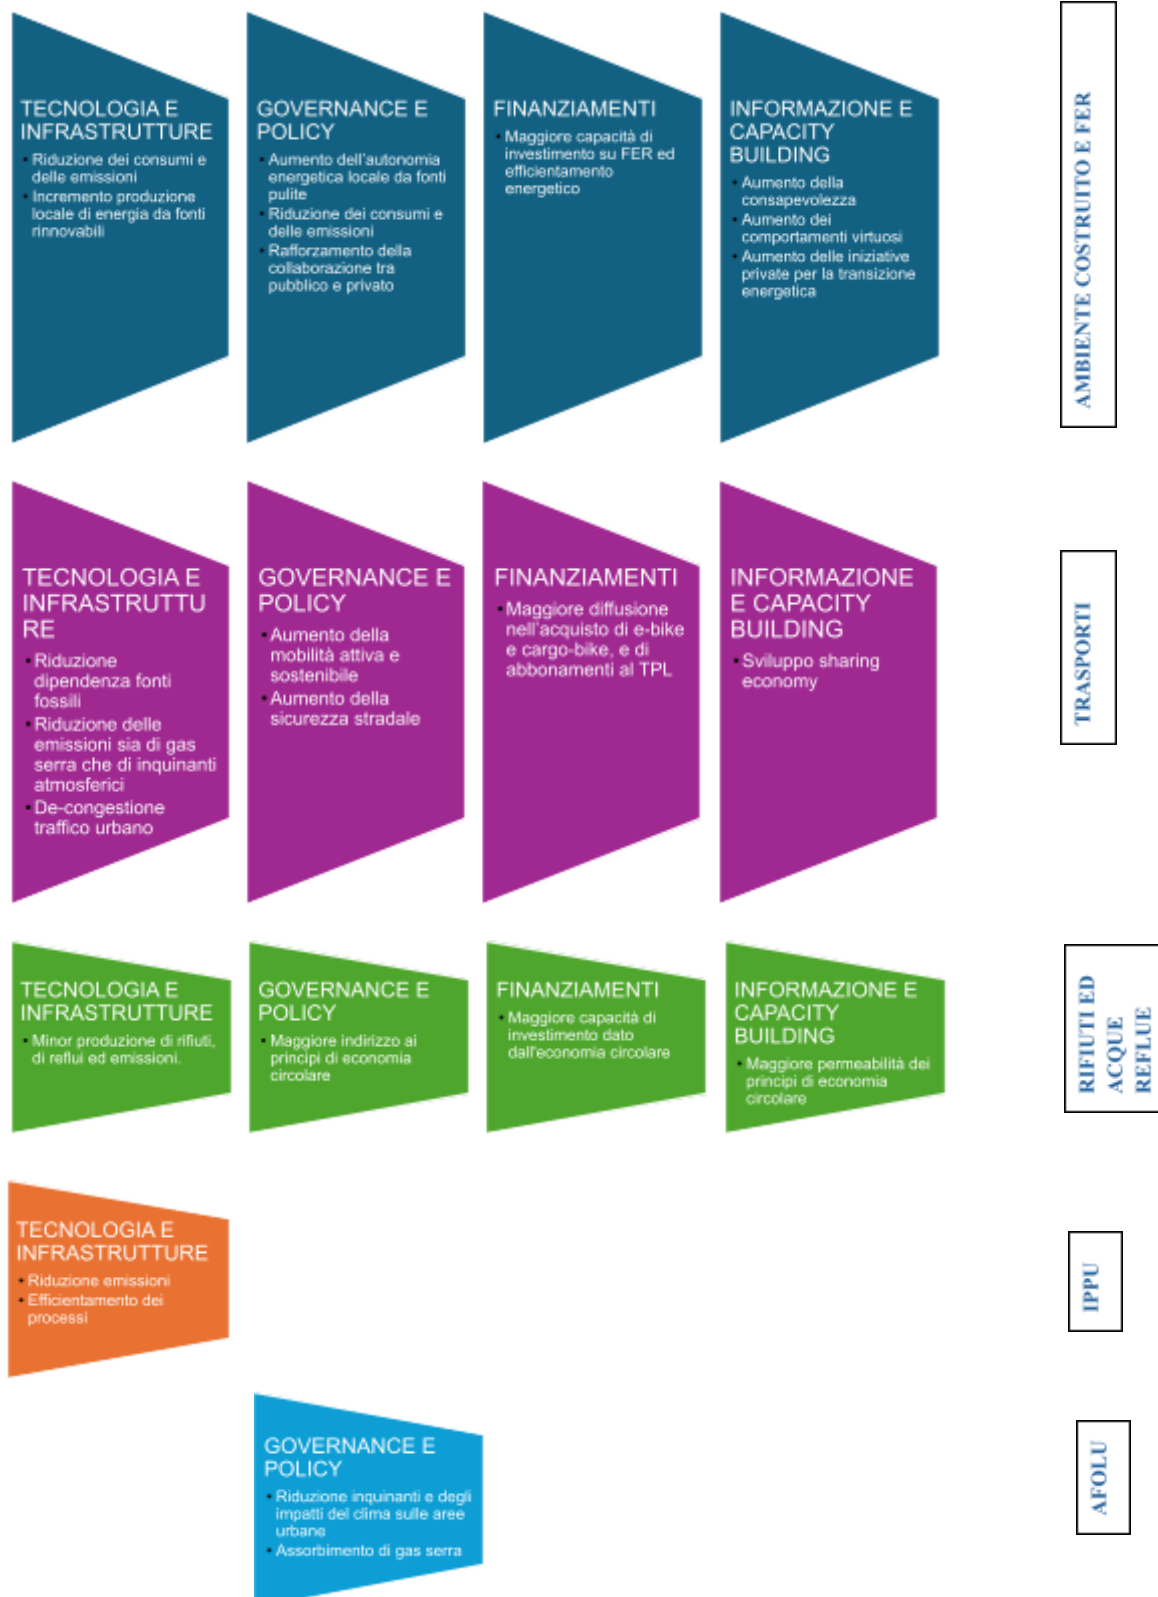 TECNOLOGIA E
INFRASTRUTTURE
• Riduzione dei consumi e
delle emissioni
• Incremento produzione
locale di energia da fonti
rinnovabili
GOVERNANCE E
POLICY
• Aumento dell'autonomia
energetica locale da fonti
pulite
• Riduzione dei consumi e
delle emissioni
• Rafforzamento della
collaborazione tra
pubblico e privato
FINANZIAMENTI
• Maggiore capacità di
investimento su FER ed
efficientamento
energetico
INFORMAZIONE E
CAPACITY
BUILDING
• Aumento della
consapevolezza
• Aumento dei
comportamenti virtuosi
• Aumento delle iniziative
private per la transizione
energetica
AMBIENTE COSTRUITO E FER
TECNOLOGIA E
INFRASTRUTTU
RE
• Riduzione
dipendenza fonti
fossili
• Riduzione delle
emissioni sia di gas
serra che di inquinanti
atmosferici
• De-congestione
traffico urbano
GOVERNANCE E
POLICY
• Aumento della
mobilità attiva e
sostenibile
• Aumento della
sicurezza stradale
FINANZIAMENTI
• Maggiore diffusione
nell'acquisto di e-bike
e cargo-bike, e di
abbonamenti al TPL
INFORMAZIONE
E CAPACITY
BUILDING
• Sviluppo sharing
economy
TRASPORTI
TECNOLOGIA E
INFRASTRUTTURE
• Minor produzione di rifiuti,
di reflui ed emissioni.
GOVERNANCE E
POLICY
• Maggiore indirizzo ai
principi di economia
circolare
FINANZIAMENTI
• Maggiore capacità di
investimento dato
dall'economia circolare
INFORMAZIONE E
CAPACITY
BUILDING
• Maggiore permeabilità dei
principi di economia
circolare
RIFIUTI ED
ACQUE
REFLUE
TECNOLOGIA E
INFRASTRUTTURE
• Riduzione emissioni
• Efficientamento dei
processi
IPPU
GOVERNANCE E
POLICY
• Riduzione inquinanti e degli
impatti del clima sulle aree
urbane
• Assorbimento di gas serra
AFOLU